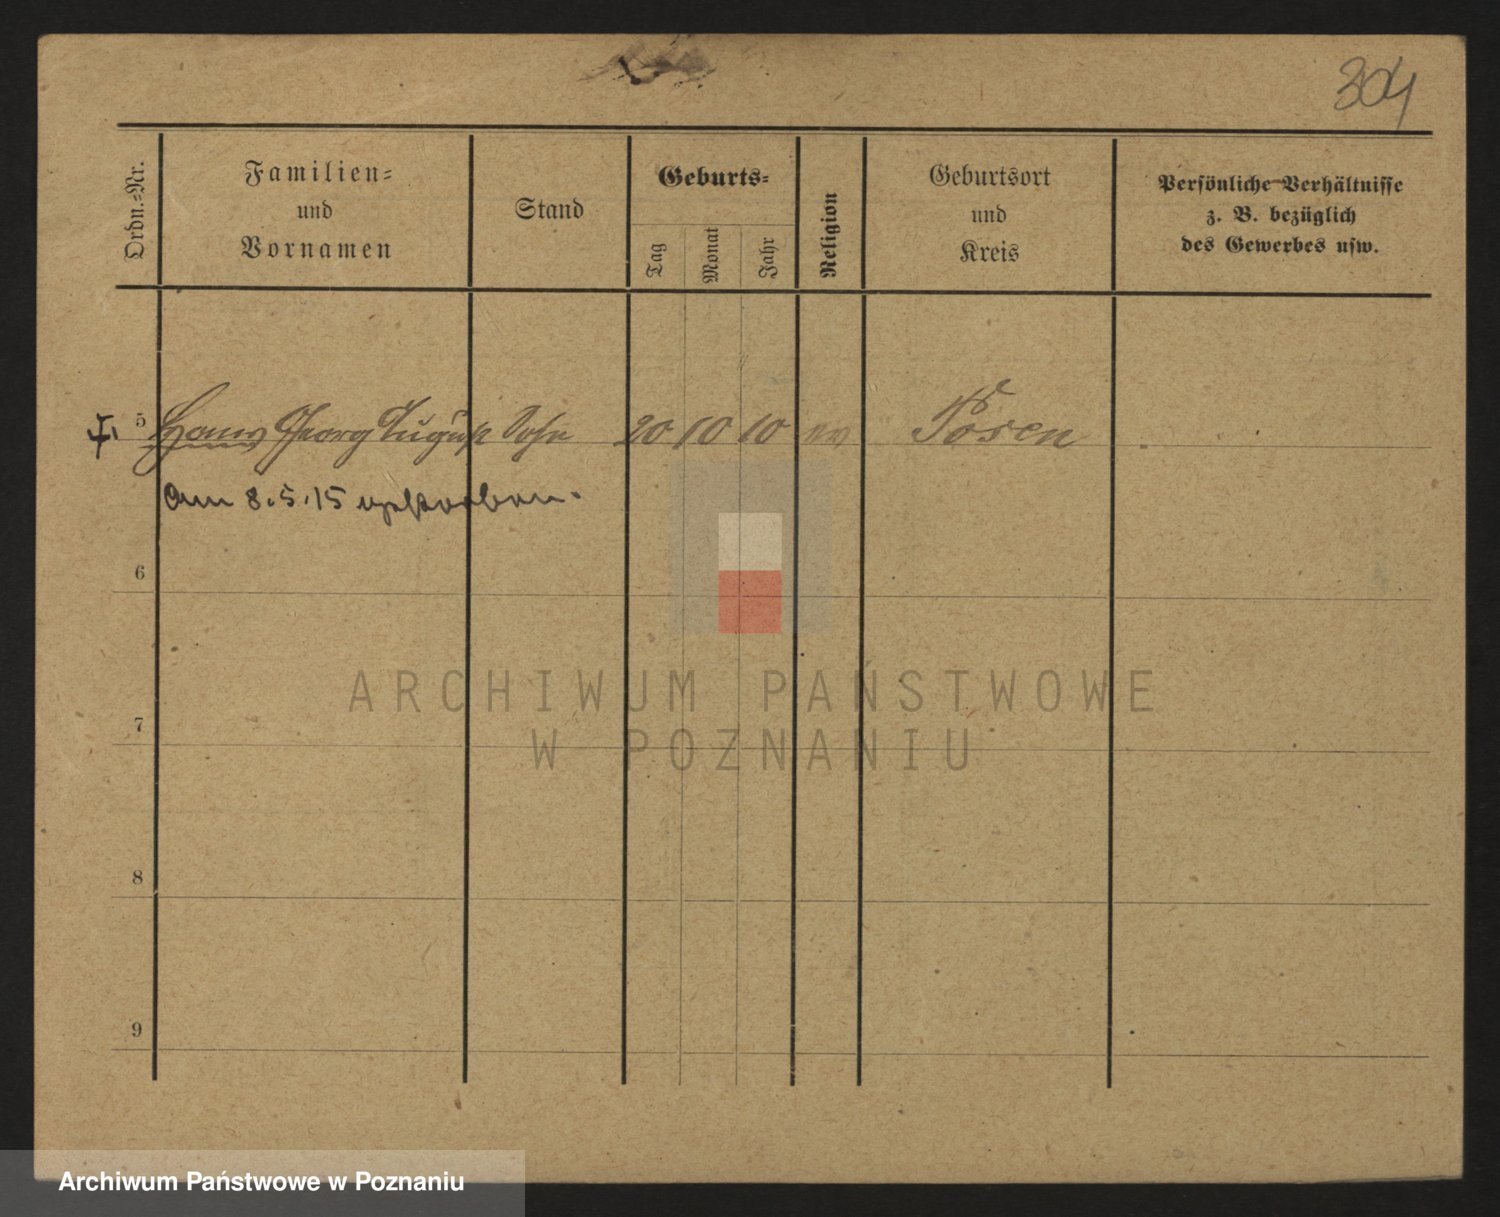 304
Ordn.-Nr.
Familien-
und
Vornamen
Stand
Geburts-
Tag
Monat
Jahr
Religion
Geburtsort
und
Kreis
Persönliche Verhältnisse
z. B. bezüglich
des Gewerbes usw.
5 Hans Georg August Sohn 20 10 10 ev Posen
Am 8.5.15 verstorben.
6
7
8
9
ARCHIWUM PAŃSTWOWE
W POZNANIU
Archiwum Państwowe w Poznaniu